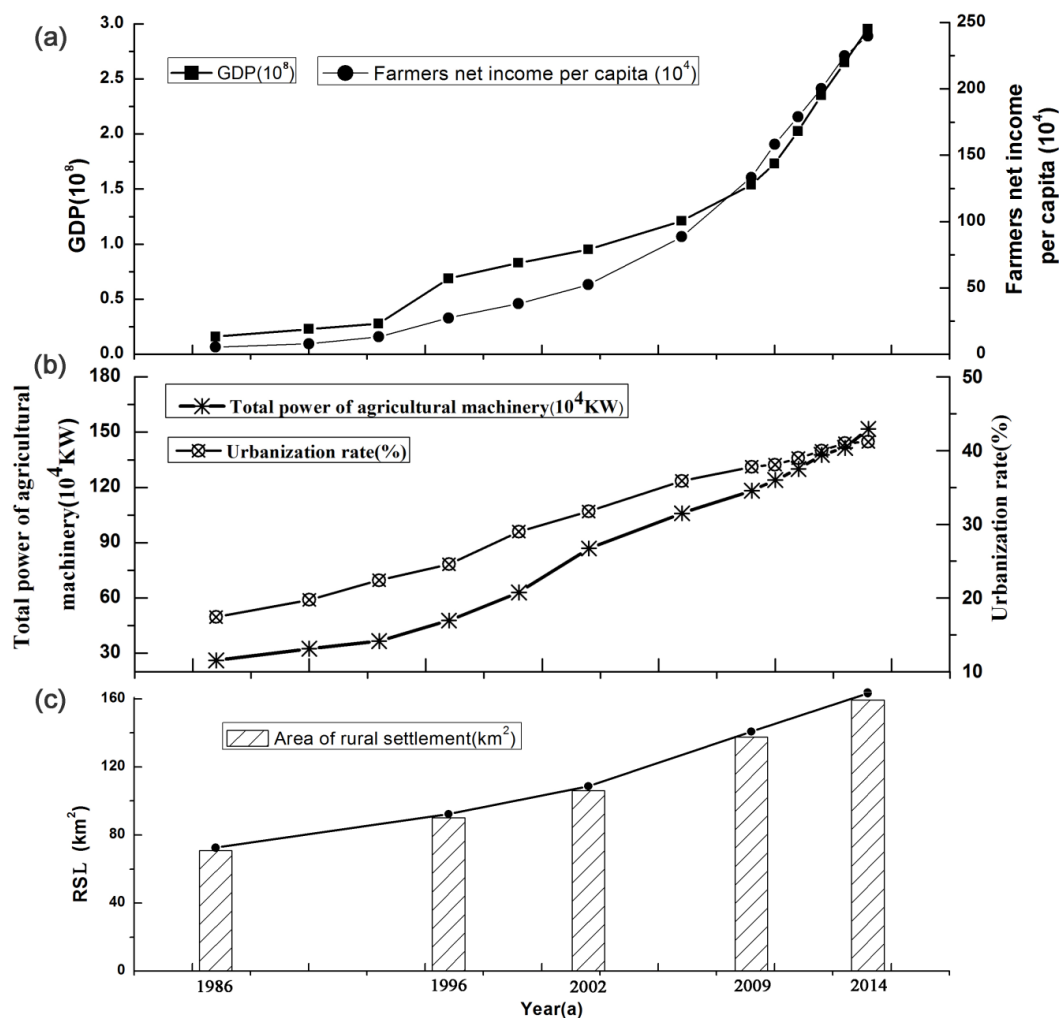 (a)
GDP(10⁸)
Farmers net income per capita (10⁴)
3.0
2.5
2.0
1.5
1.0
0.5
0.0
GDP(10⁸)
250
200
150
100
50
0
Farmers net income
per capita (10⁴)
(b)
Total power of agricultural machinery(10⁴KW)
Urbanization rate(%)
180
150
120
90
60
30
Total power of agricultural
machinery(10⁴KW)
50
40
30
20
10
Urbanization rate(%)
(c)
Area of rural settlement(km²)
160
120
80
40
0
RSL (km²)
1986
1996
2002
2009
2014
Year(a)